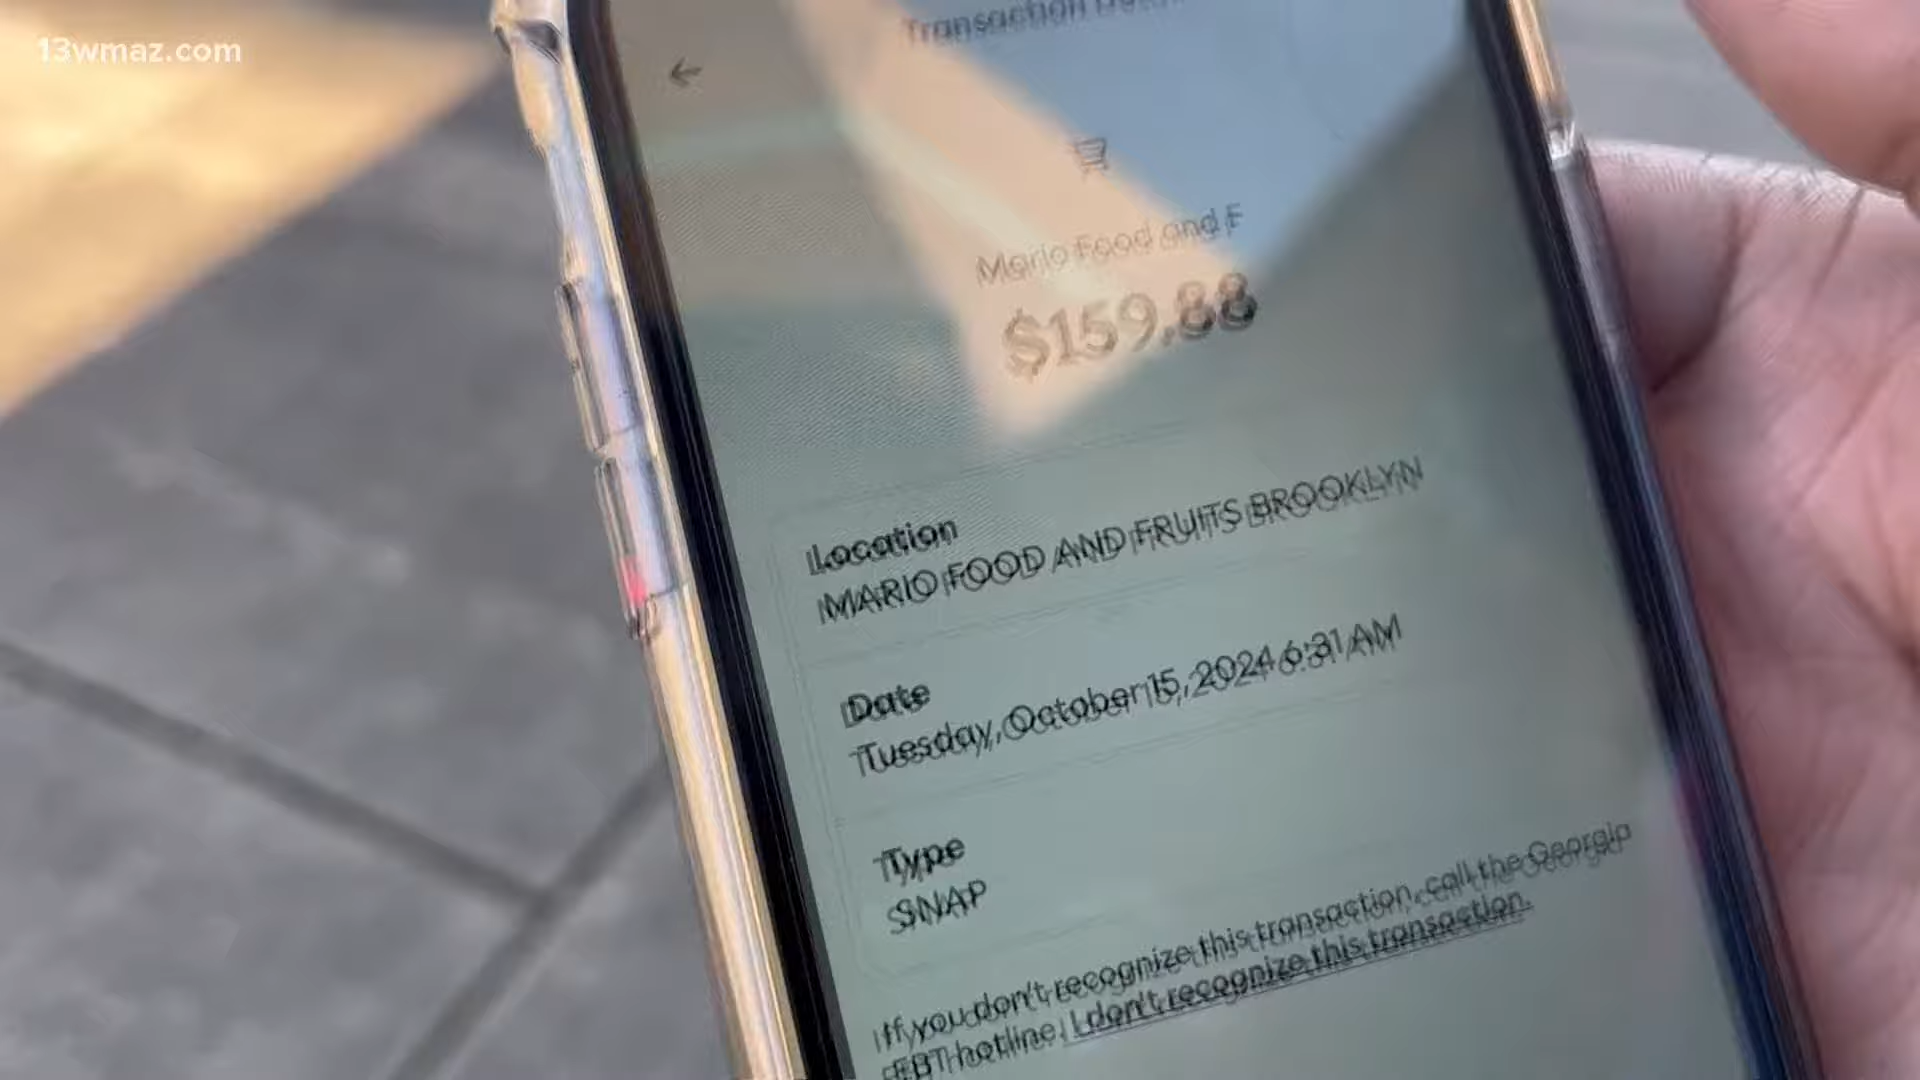 13wmaz.com
Transaction
Mario Food and F
$159.88
Location
MARIO FOOD AND FRUITS BROOKLYN
Date
Tuesday, October 15, 2024 6:31 AM
Type
SNAP
If you don't recognize this transaction, call the Georgia
EBT hotline. I don't recognize this transaction.